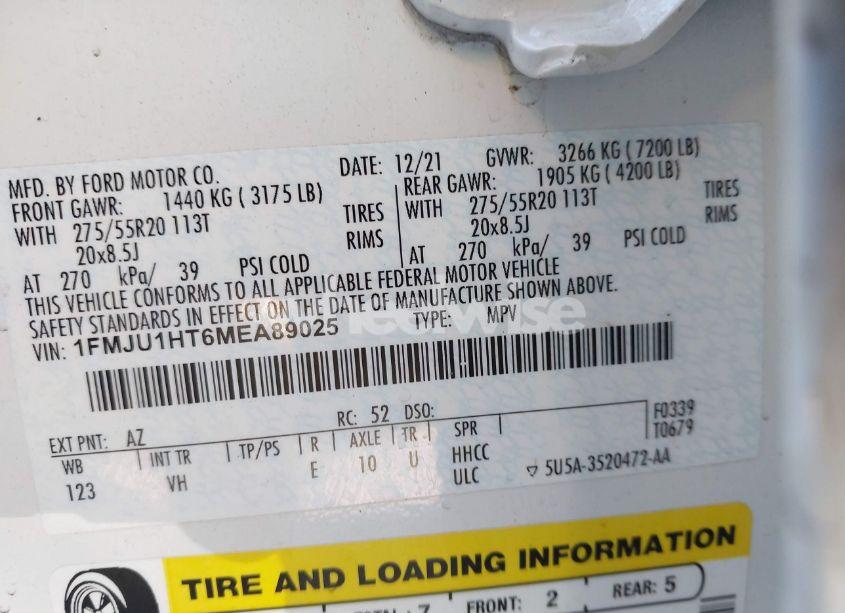 MFD. BY FORD MOTOR CO. DATE: 12/21 GVWR: 3266 KG ( 7200 LB)
FRONT GAWR: 1440 KG ( 3175 LB) REAR GAWR: 1905 KG ( 4200 LB)
WITH 275/55R20 113T TIRES WITH 275/55R20 113T TIRES
20x8.5J RIMS 20x8.5J RIMS
AT 270 kPa/ 39 PSI COLD AT 270 kPa/ 39 PSI COLD
THIS VEHICLE CONFORMS TO ALL APPLICABLE FEDERAL MOTOR VEHICLE
SAFETY STANDARDS IN EFFECT ON THE DATE OF MANUFACTURE SHOWN ABOVE.
VIN: 1FMJU1HT6MEA89025 TYPE: MPV
EXT PNT: AZ RC: 52 DSO: F0339
WB INT TR TP/PS R AXLE TR SPR T0679
123 VH E 10 U HHCC
ULC 5U5A-3520472-AA
TIRE AND LOADING INFORMATION
7 FRONT: 2 REAR: 5